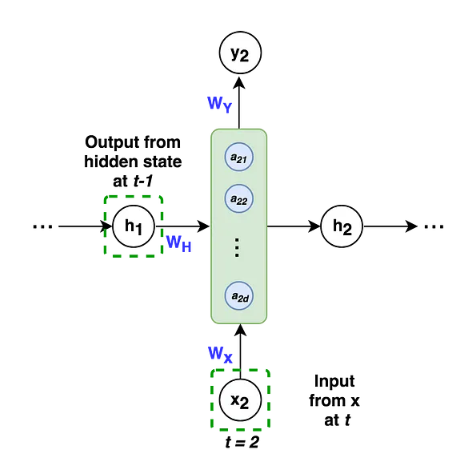 y2
WY
Output from
hidden state
at t-1
a21
a22
... h1 WH h2 ...
a2d
WX
x2
Input
from x
at t
t = 2